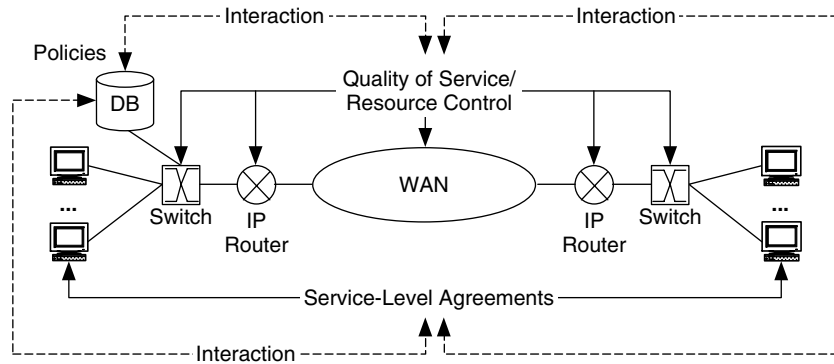 Interaction
Interaction
Policies
Quality of Service/
Resource Control
DB
WAN
...
...
Switch
IP
Router
IP
Router
Switch
Service-Level Agreements
Interaction